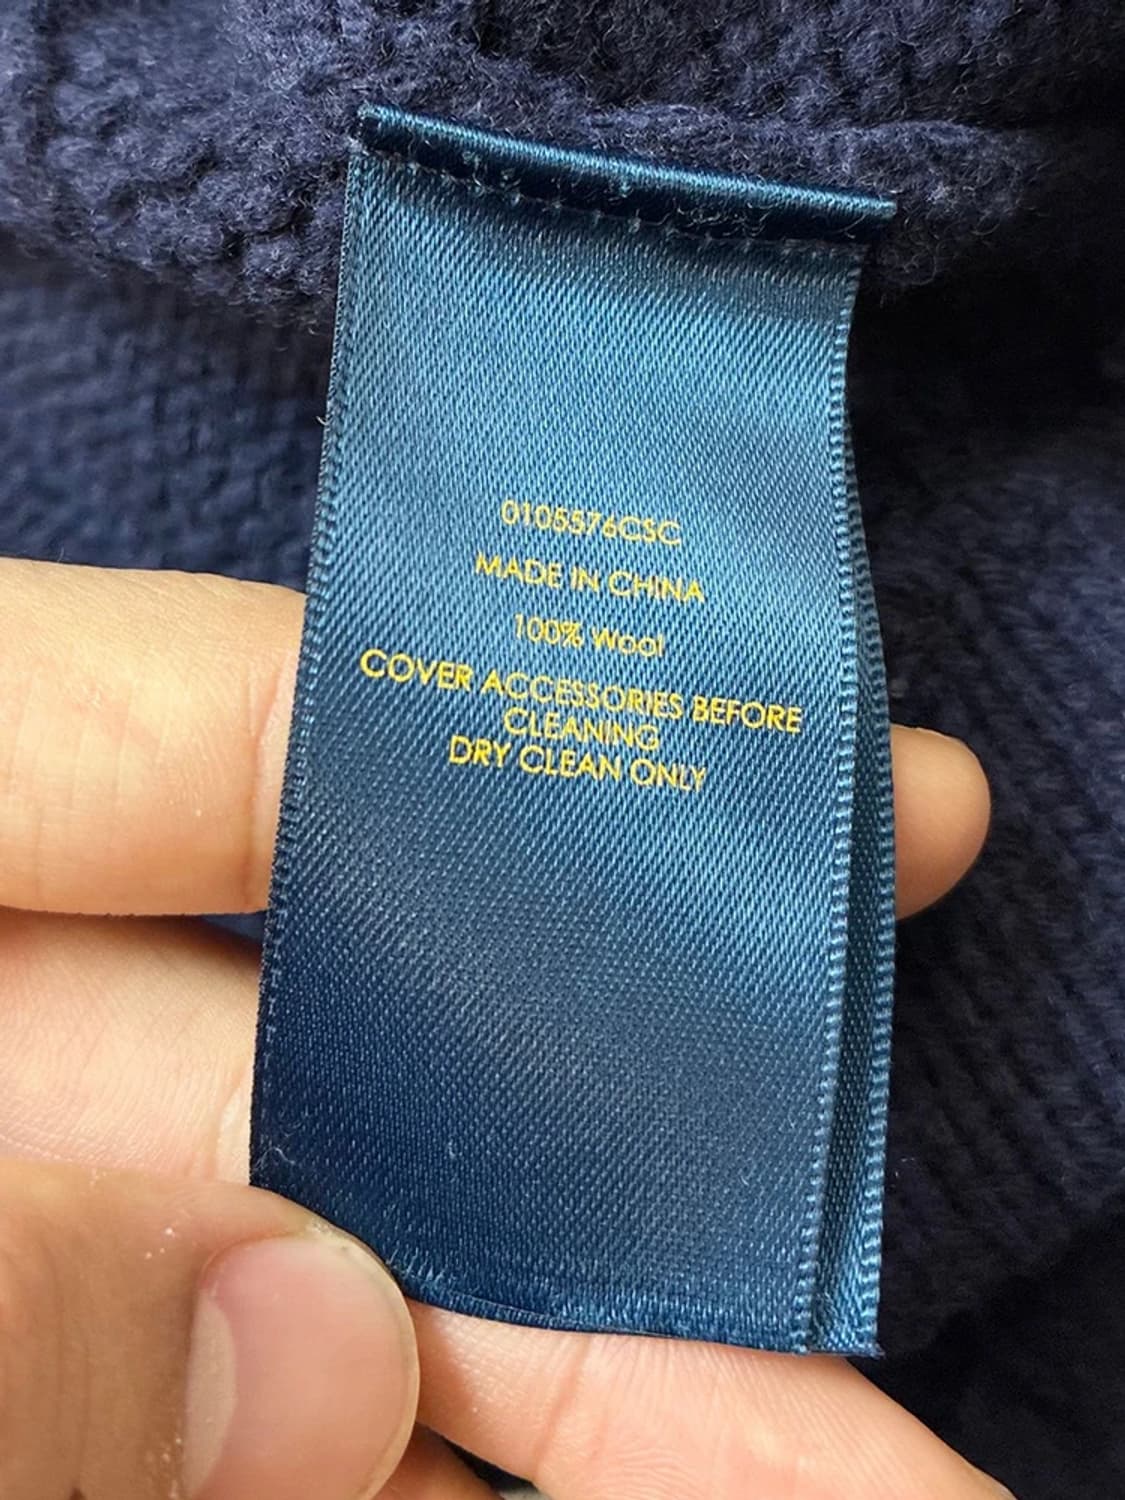 0105576CSC
MADE IN CHINA
100% Wool
COVER ACCESSORIES BEFORE
CLEANING
DRY CLEAN ONLY